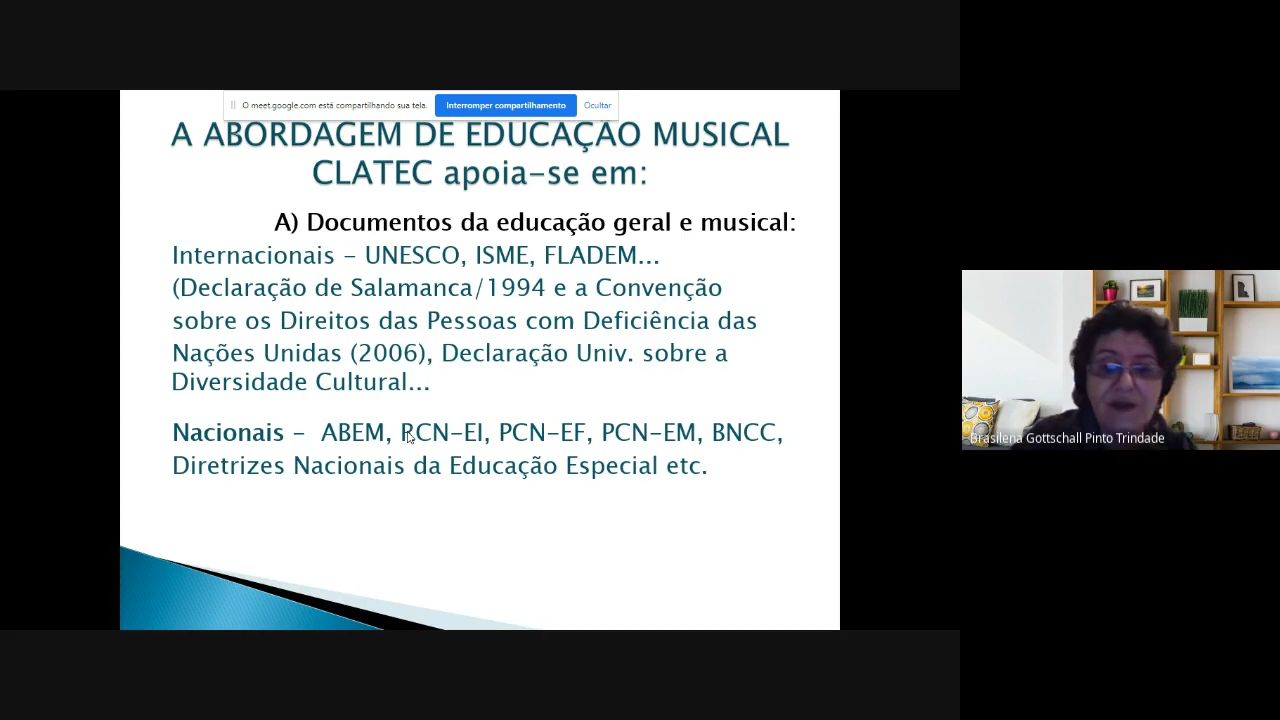 O meet.google.com está compartilhando sua tela.
Interromper compartilhamento
Ocultar
A ABORDAGEM DE EDUCAÇÃO MUSICAL
CLATEC apoia-se em:
A) Documentos da educação geral e musical:
Internacionais – UNESCO, ISME, FLADEM...
(Declaração de Salamanca/1994 e a Convenção
sobre os Direitos das Pessoas com Deficiência das
Nações Unidas (2006), Declaração Univ. sobre a
Diversidade Cultural...
Nacionais – ABEM, RCN-EI, PCN-EF, PCN-EM, BNCC,
Diretrizes Nacionais da Educação Especial etc.
Brasilena Gottschall Pinto Trindade